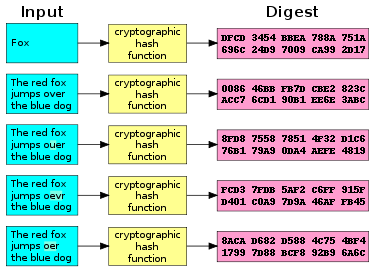 Input
Digest
Fox
cryptographic
hash
function
DFCD 3454 BBEA 788A 751A
696C 24D9 7009 CA99 2D17
The red fox
jumps over
the blue dog
cryptographic
hash
function
0086 46BB FB7D CBE2 823C
ACC7 6CD1 90B1 EE6E 3ABC
The red fox
jumps ouer
the blue dog
cryptographic
hash
function
8FD8 7558 7851 4F32 D1C6
76B1 79A9 0DA4 AEFE 4819
The red fox
jumps oevr
the blue dog
cryptographic
hash
function
FCD3 7FDB 5AF2 C6FF 915F
D401 C0A9 7D9A 46AF FB45
The red fox
jumps oer
the blue dog
cryptographic
hash
function
8ACA D682 D588 4C75 4BF4
1799 7D88 BCF8 92B9 6A6C